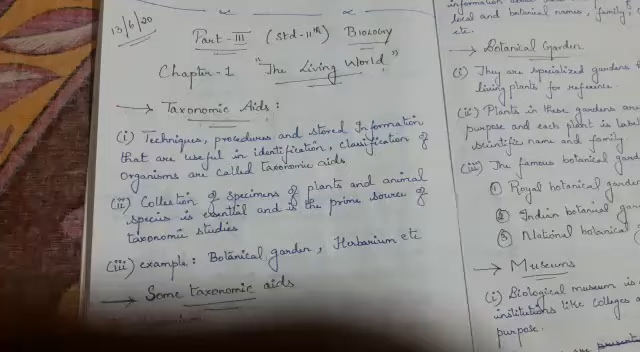 13/6/20
Part - III (Std-11th) Biology
Chapter-1 "The Living World"
→ Taxonomic Aids :
(i) Techniques, procedures and stored Information
that are useful in identification, classification of
organisms are called taxonomic aids
(ii) Collection of specimens of plants and animal
species is essential and is the prime source of
taxonomic studies
(iii) example : Botanical garden, Herbarium etc
→ Some taxonomic aids
information
local and botanical names, family
etc.
→ Botanical Garden
(i) They are specialized gardens
living plants for reference.
(ii) Plants in these gardens are
purpose and each plant is label
scientific name and family
(iii) The famous botanical gard
① Royal botanical garden
② Indian botanical gar
③ National botanical
→ Museums
(i) Biological museum is
institutions like colleges
purpose.
are present